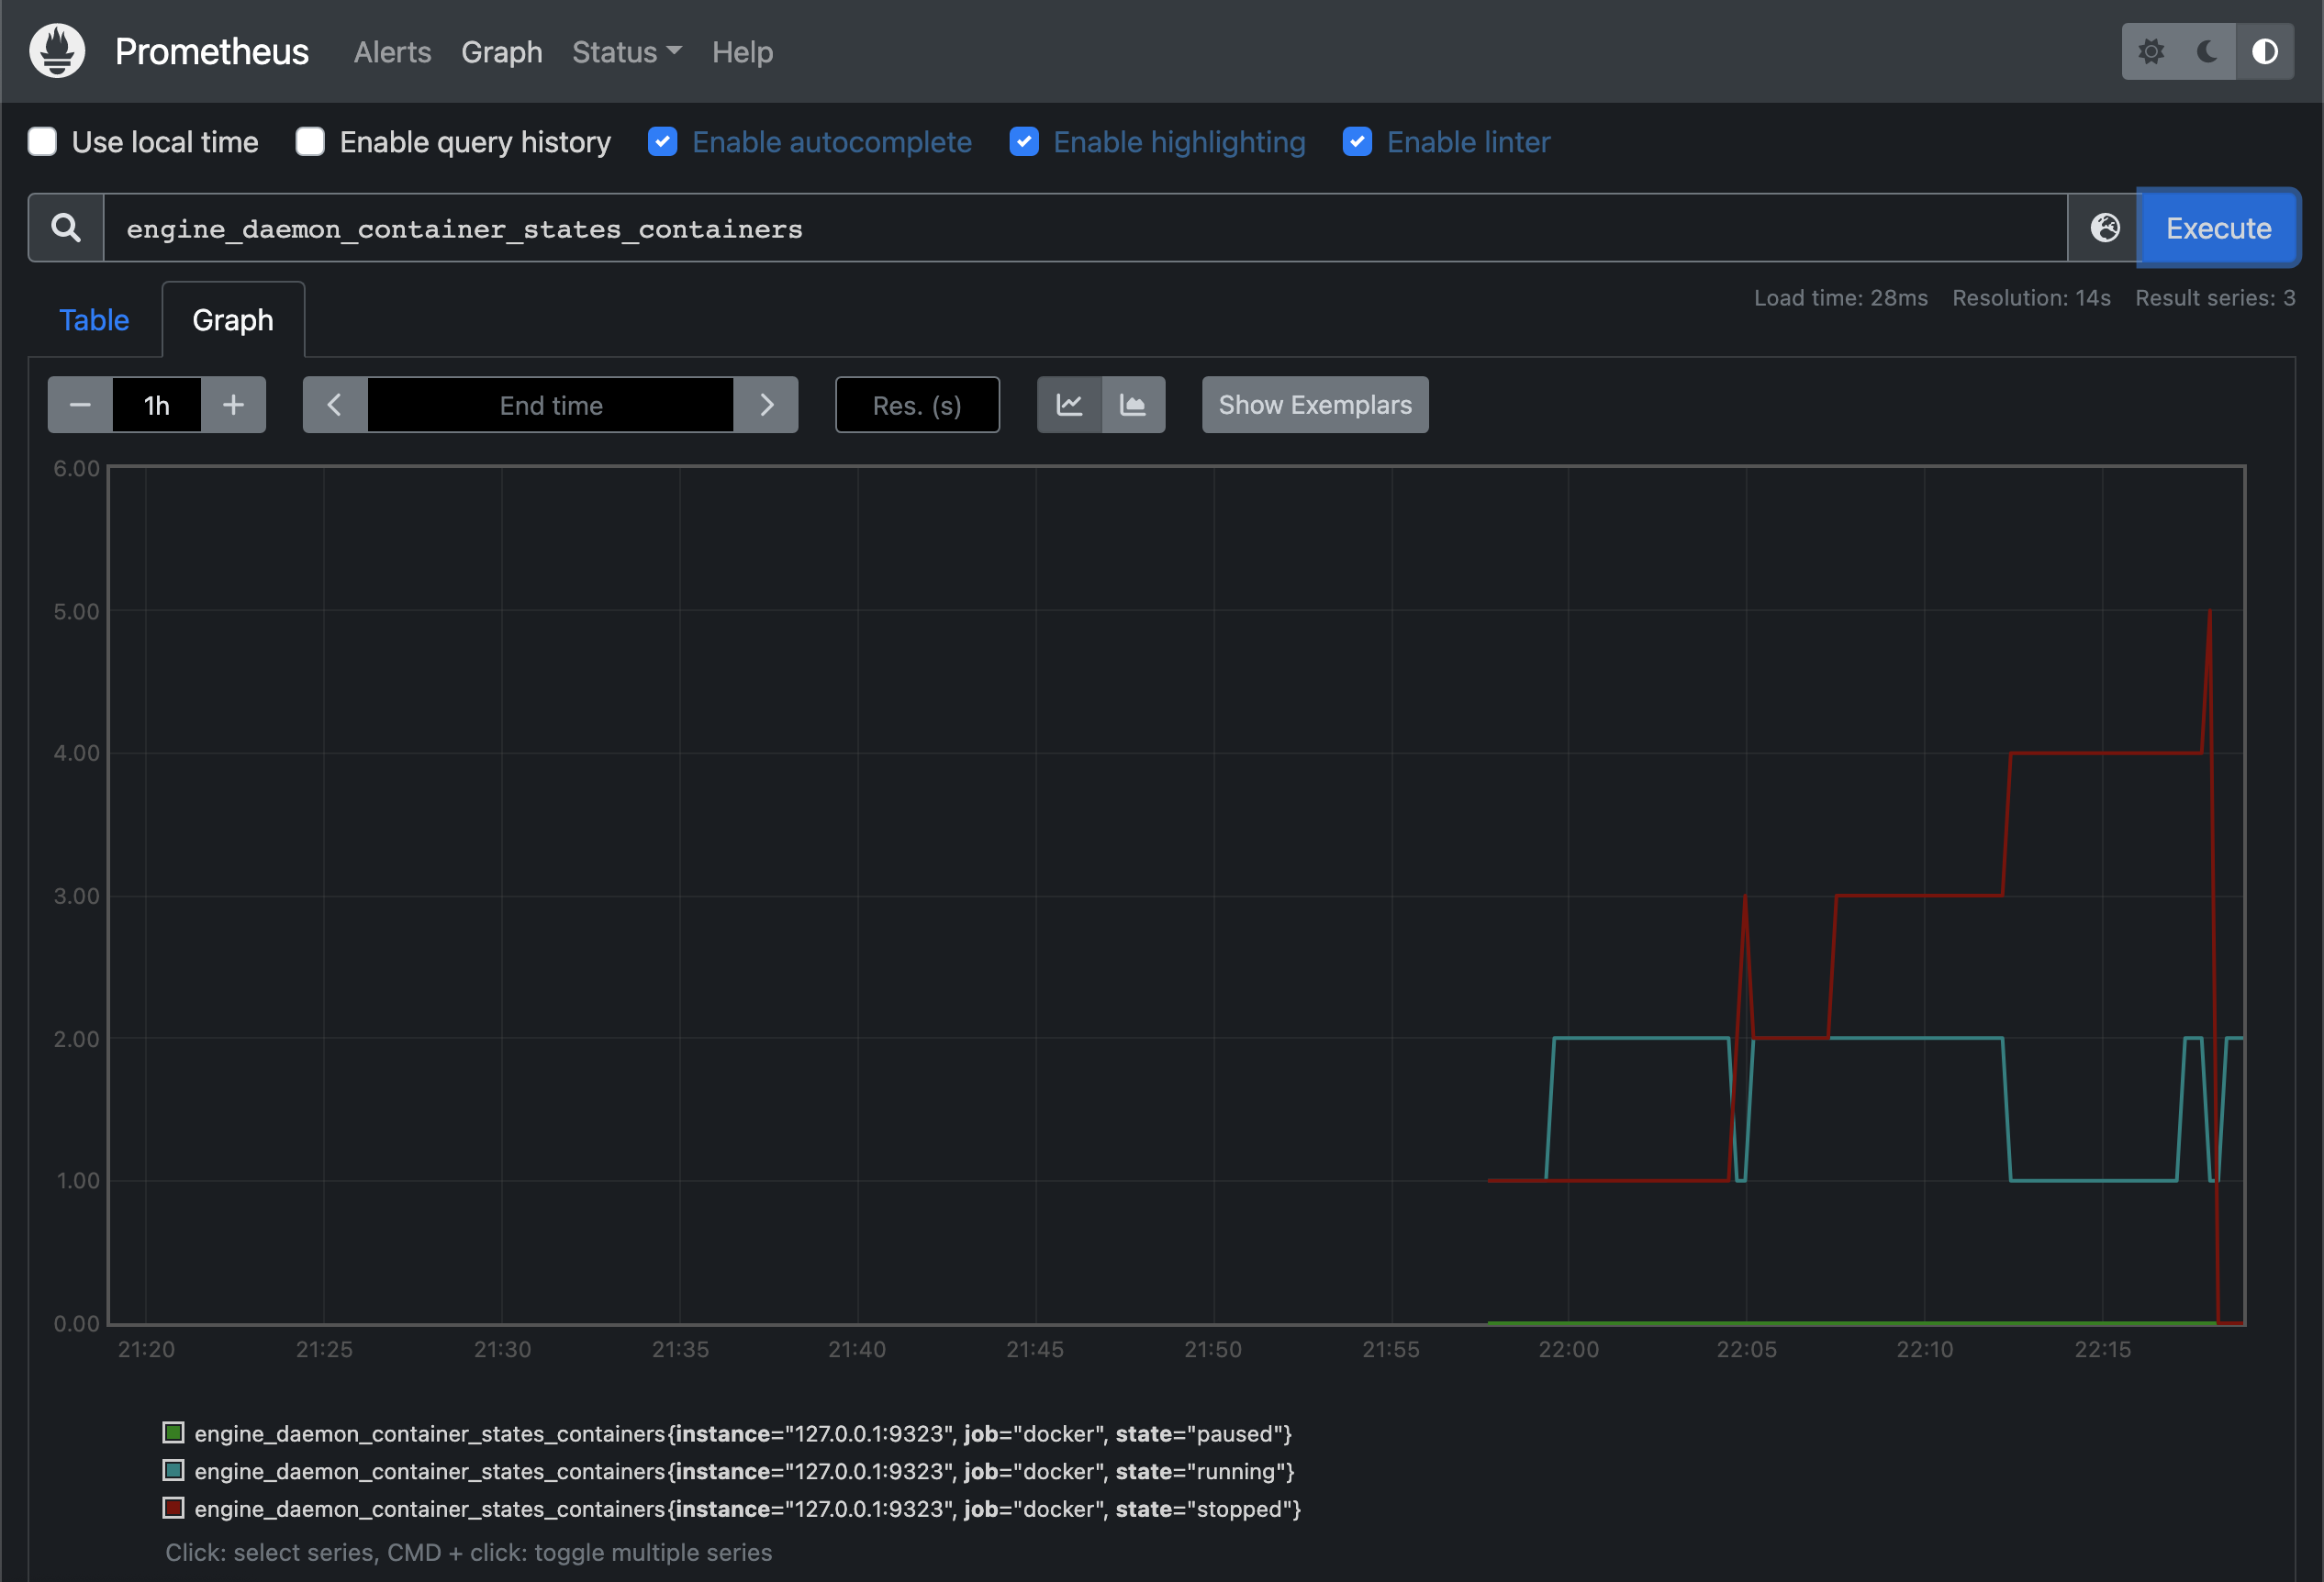 Prometheus Alerts Graph Status Help
Use local time Enable query history Enable autocomplete Enable highlighting Enable linter
engine_daemon_container_states_containers Execute
Table Graph Load time: 28ms Resolution: 14s Result series: 3
1h End time Res. (s) Show Exemplars
6.00
5.00
4.00
3.00
2.00
1.00
0.00
21:20 21:25 21:30 21:35 21:40 21:45 21:50 21:55 22:00 22:05 22:10 22:15
engine_daemon_container_states_containers{instance="127.0.0.1:9323", job="docker", state="paused"}
engine_daemon_container_states_containers{instance="127.0.0.1:9323", job="docker", state="running"}
engine_daemon_container_states_containers{instance="127.0.0.1:9323", job="docker", state="stopped"}
Click: select series, CMD + click: toggle multiple series